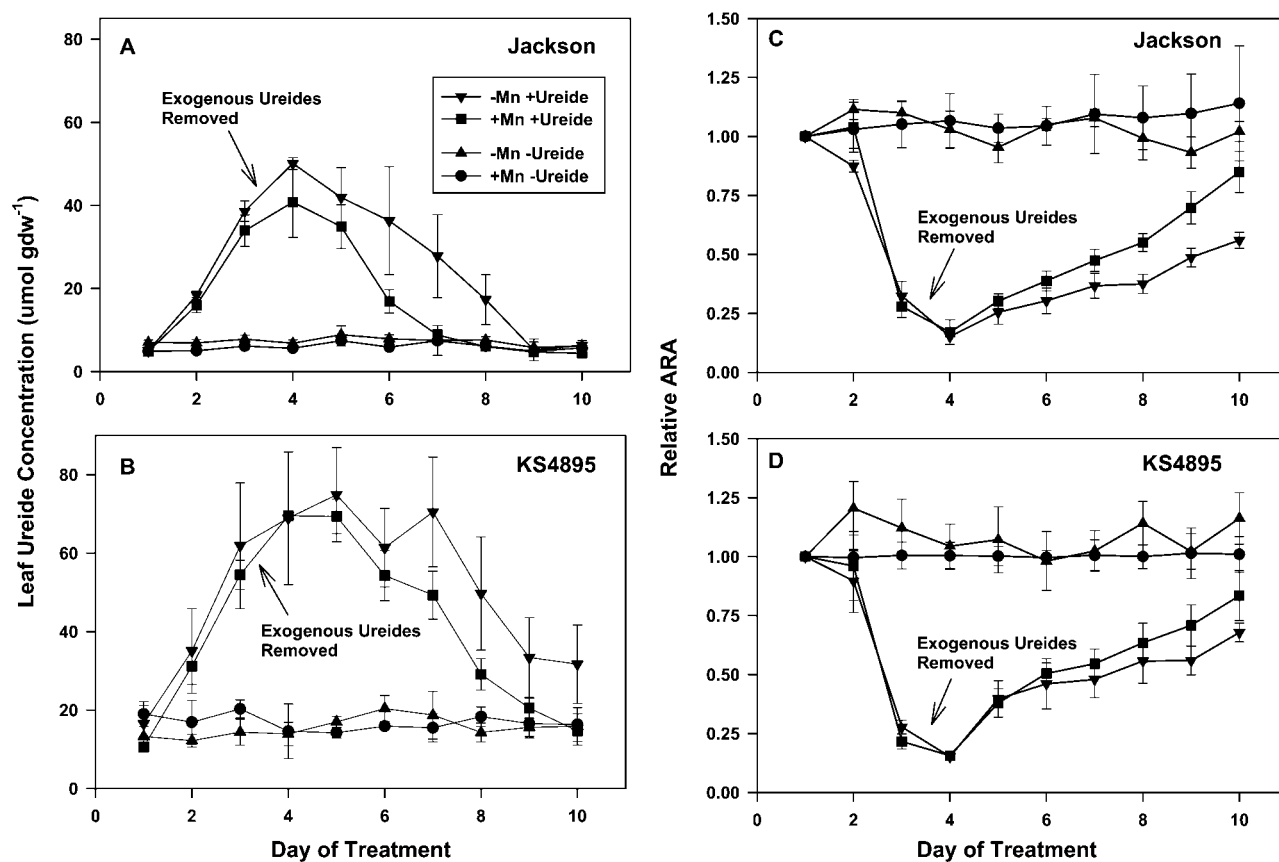 Leaf Ureide Concentration (umol gdw⁻¹)
A
Jackson
80
60
40
20
0
Exogenous Ureides
Removed
-Mn +Ureide
+Mn +Ureide
-Mn -Ureide
+Mn -Ureide
0 2 4 6 8 10
B
KS4895
80
60
40
20
0
Exogenous Ureides
Removed
0 2 4 6 8 10
Day of Treatment
Relative ARA
C
Jackson
1.50
1.25
1.00
0.75
0.50
0.25
0.00
Exogenous Ureides
Removed
0 2 4 6 8 10
D
KS4895
1.50
1.25
1.00
0.75
0.50
0.25
0.00
Exogenous Ureides
Removed
0 2 4 6 8 10
Day of Treatment